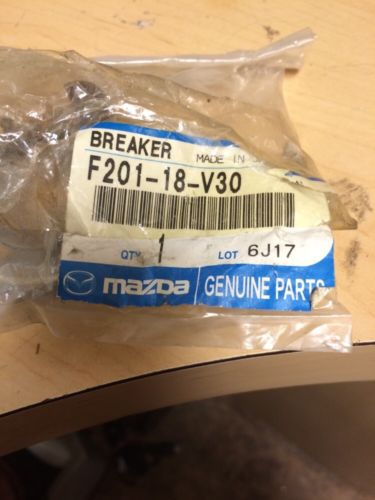 BREAKER MADE IN
F201-18-V30
QTY 1 LOT 6J17
mazda GENUINE PARTS